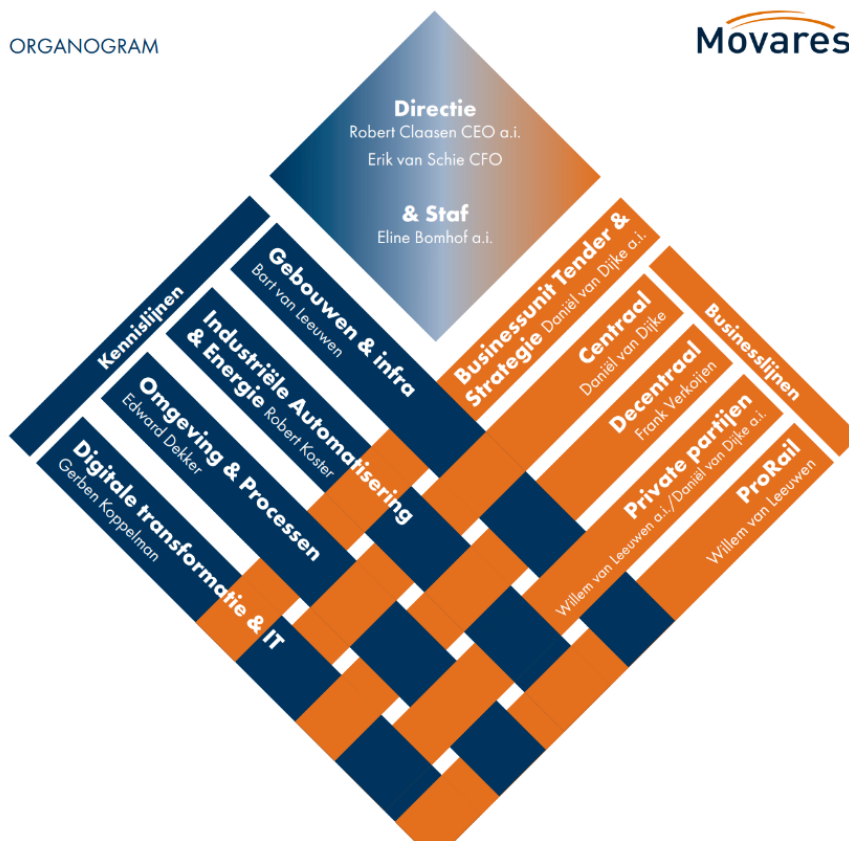 ORGANOGRAM
Movares
Directie
Robert Claasen CEO a.i.
Erik van Schie CFO
& Staf
Eline Bomhof a.i.
Kennislijnen
Gebouwen & infra
Bart van Leeuwen
Industriële Automatisering
& Energie Robert Koster
Omgeving & Processen
Edward Dekker
Digitale transformatie & IT
Gerben Koppelman
Businessunit Tender &
Strategie Daniël van Dijke a.i.
Centraal
Daniël van Dijke
Decentraal
Frank Verkoijen
Private partijen
Willem van Leeuwen a.i./Daniël van Dijke a.i.
ProRail
Willem van Leeuwen
Businesslijnen